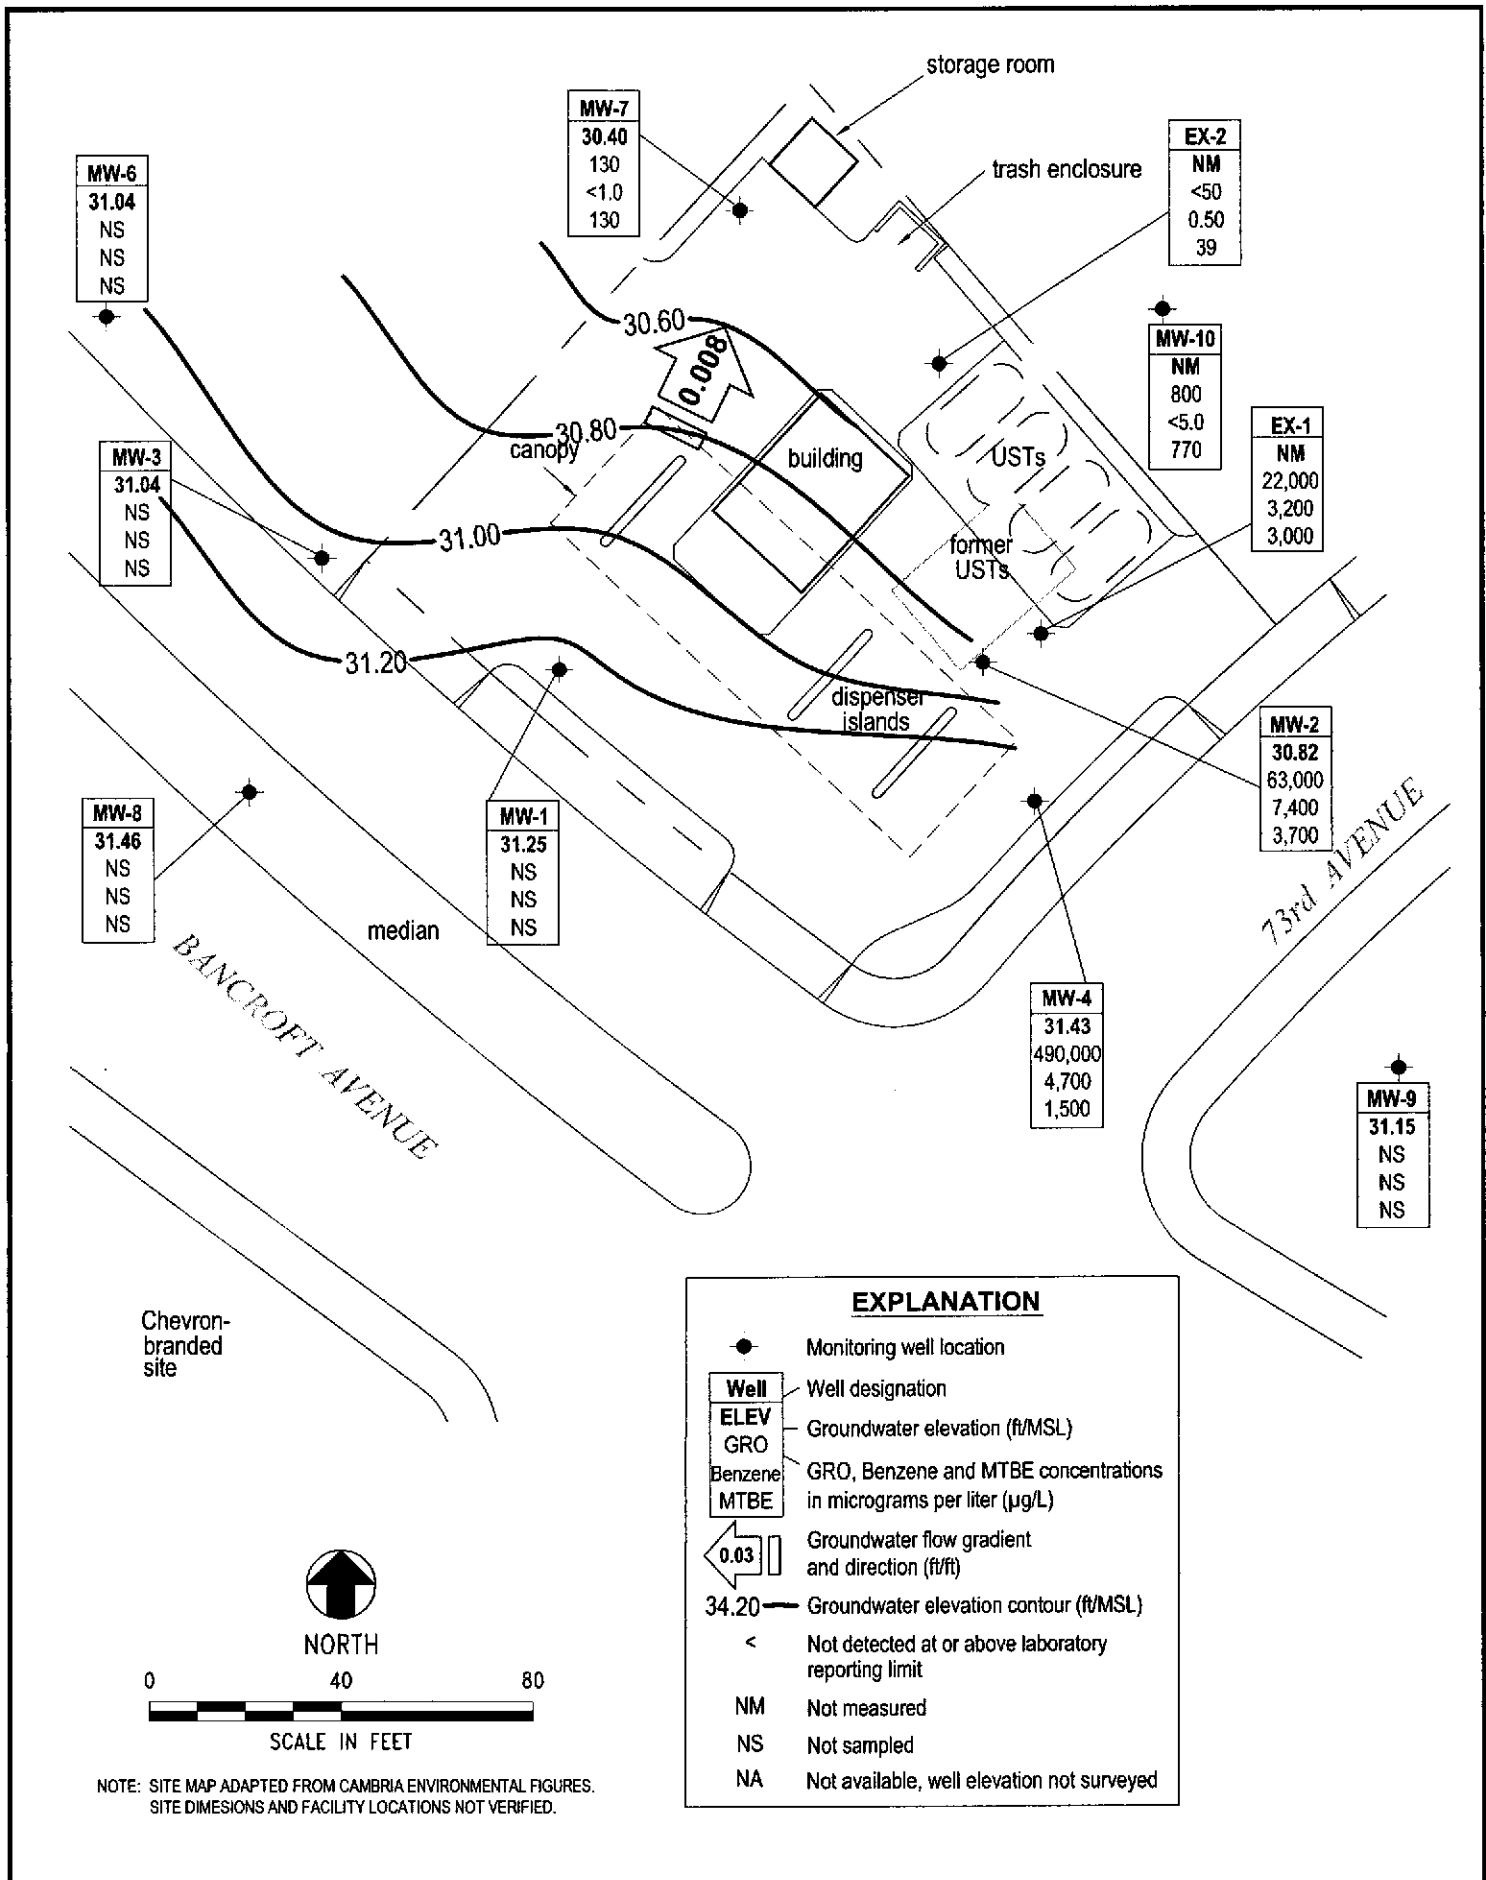 storage room
MW-7
30.40
130
<1.0
130
EX-2
NM
<50
0.50
39
trash enclosure
MW-6
31.04
NS
NS
NS
30.60
0.008
MW-10
NM
800
<5.0
770
30.80
canopy
building
USTs
EX-1
NM
22,000
3,200
3,000
MW-3
31.04
NS
NS
NS
31.00
former
USTs
31.20
dispenser
islands
MW-2
30.82
63,000
7,400
3,700
MW-8
31.46
NS
NS
NS
MW-1
31.25
NS
NS
NS
median
73rd AVENUE
BANCROFT AVENUE
MW-4
31.43
490,000
4,700
1,500
MW-9
31.15
NS
NS
NS
Chevron-
branded
site
EXPLANATION
Monitoring well location
Well
Well designation
ELEV
Groundwater elevation (ft/MSL)
GRO
Benzene
MTBE
GRO, Benzene and MTBE concentrations
in micrograms per liter (µg/L)
0.03
Groundwater flow gradient
and direction (ft/ft)
34.20
Groundwater elevation contour (ft/MSL)
< Not detected at or above laboratory
reporting limit
NM Not measured
NS Not sampled
NA Not available, well elevation not surveyed
NORTH
0 40 80
SCALE IN FEET
NOTE: SITE MAP ADAPTED FROM CAMBRIA ENVIRONMENTAL FIGURES.
SITE DIMESIONS AND FACILITY LOCATIONS NOT VERIFIED.